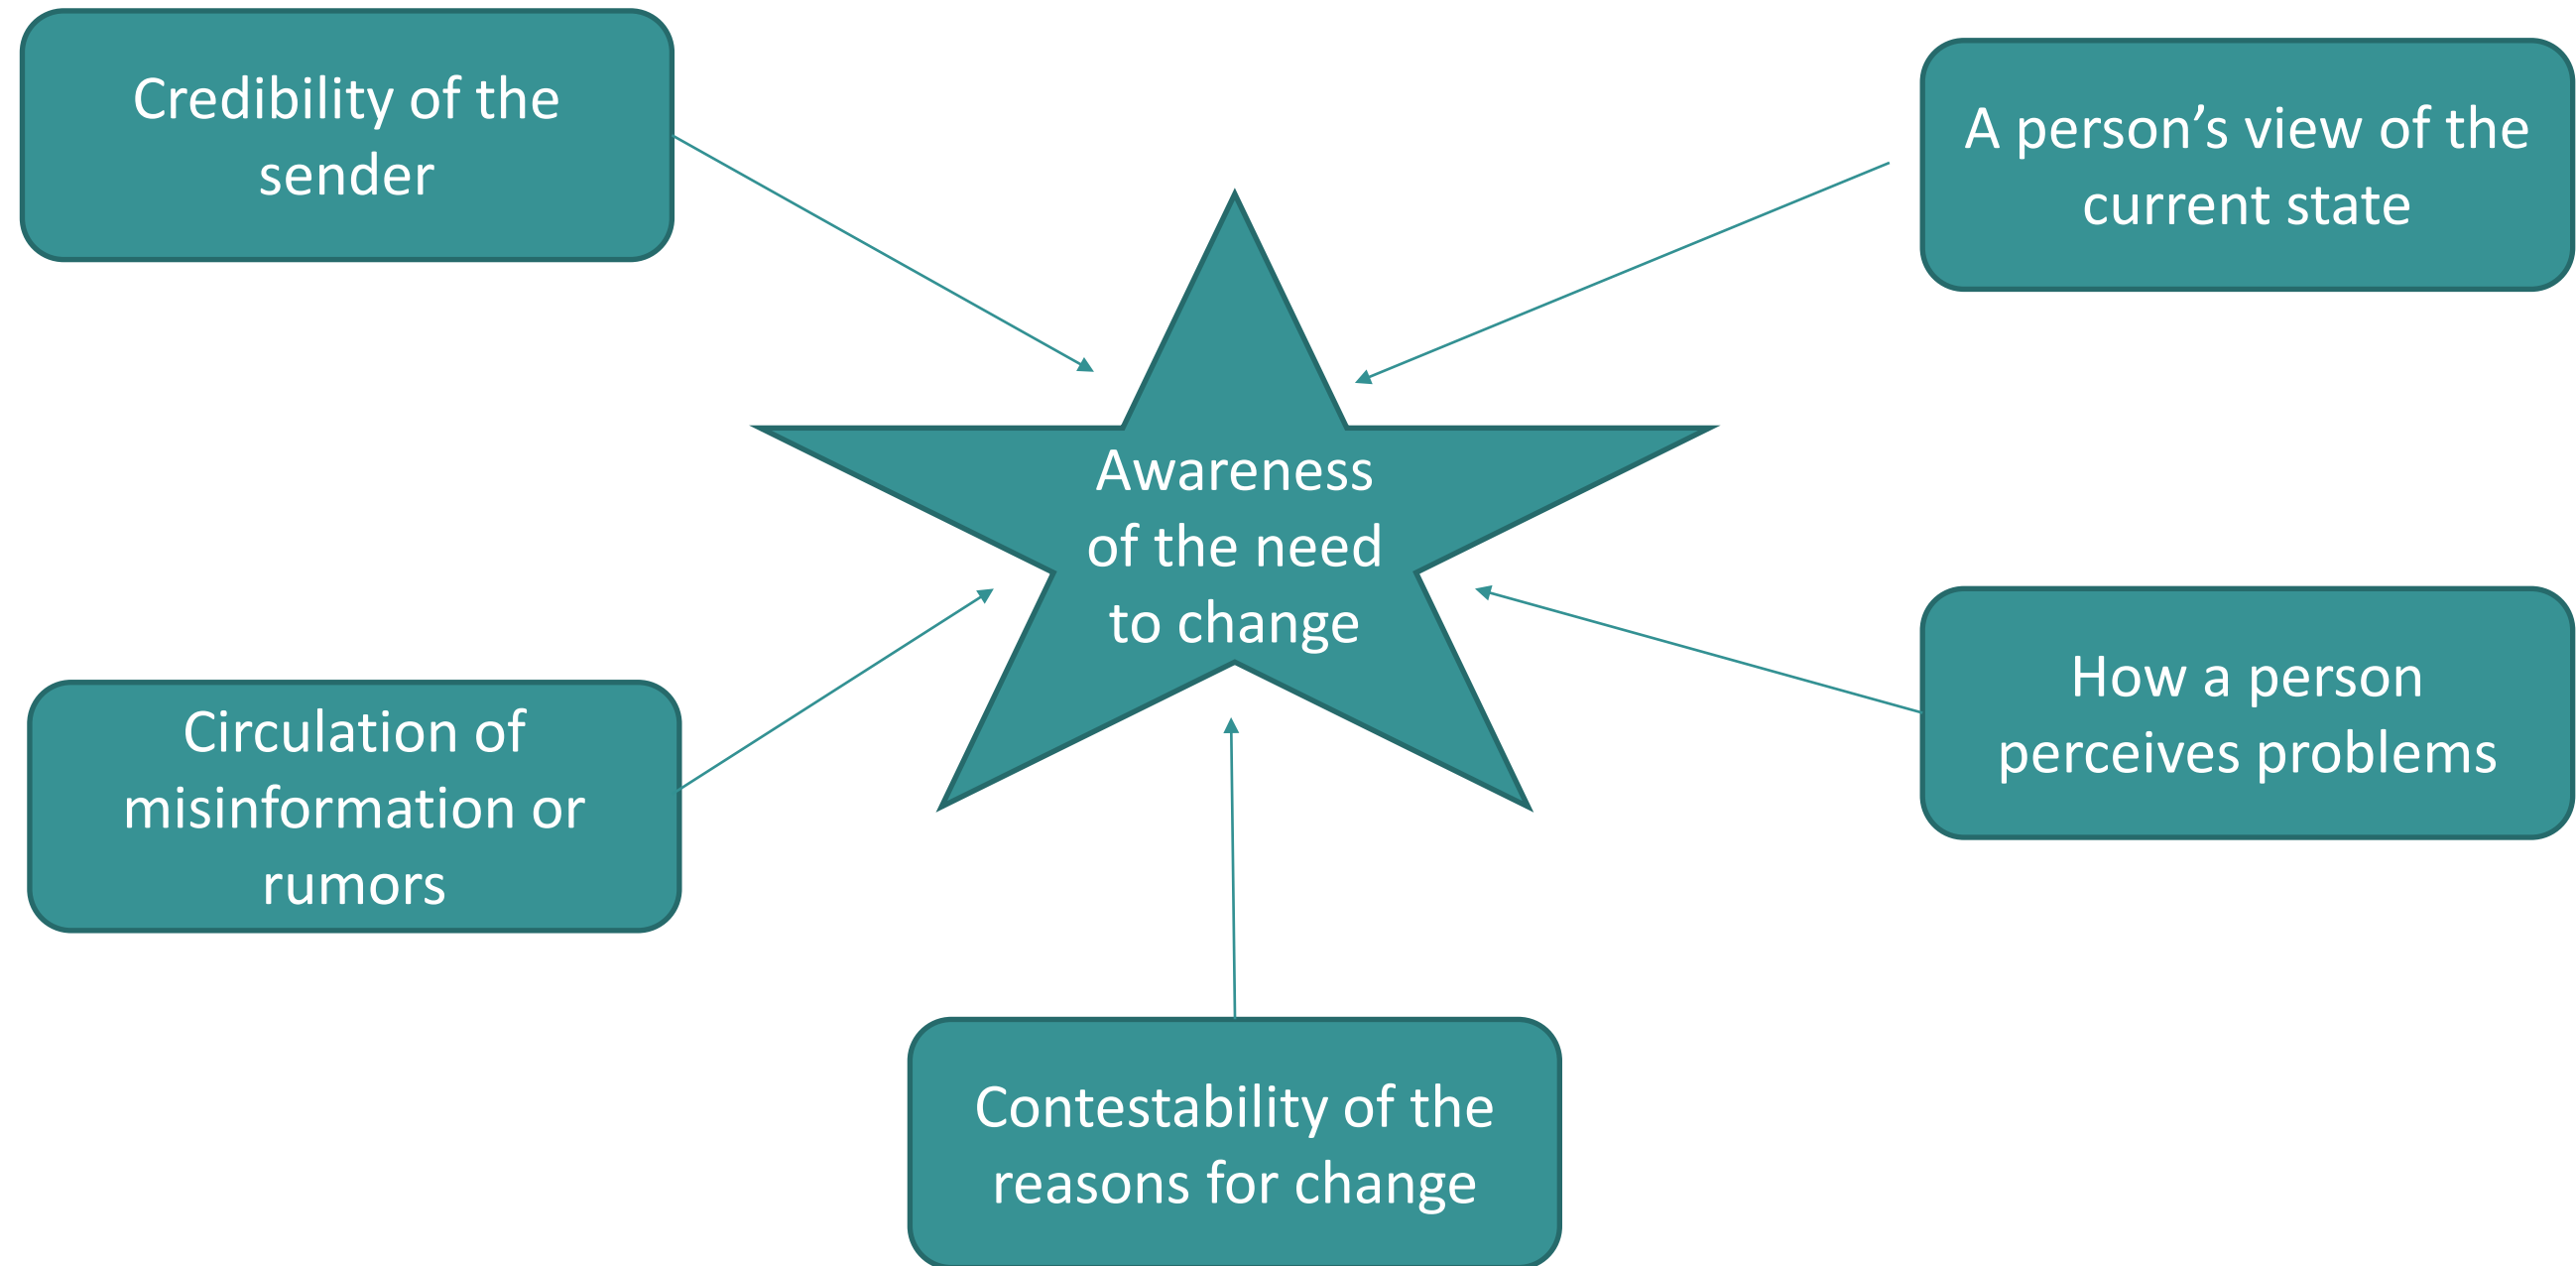 Credibility of the
sender
A person’s view of the
current state
Awareness
of the need
to change
How a person
perceives problems
Circulation of
misinformation or
rumors
Contestability of the
reasons for change